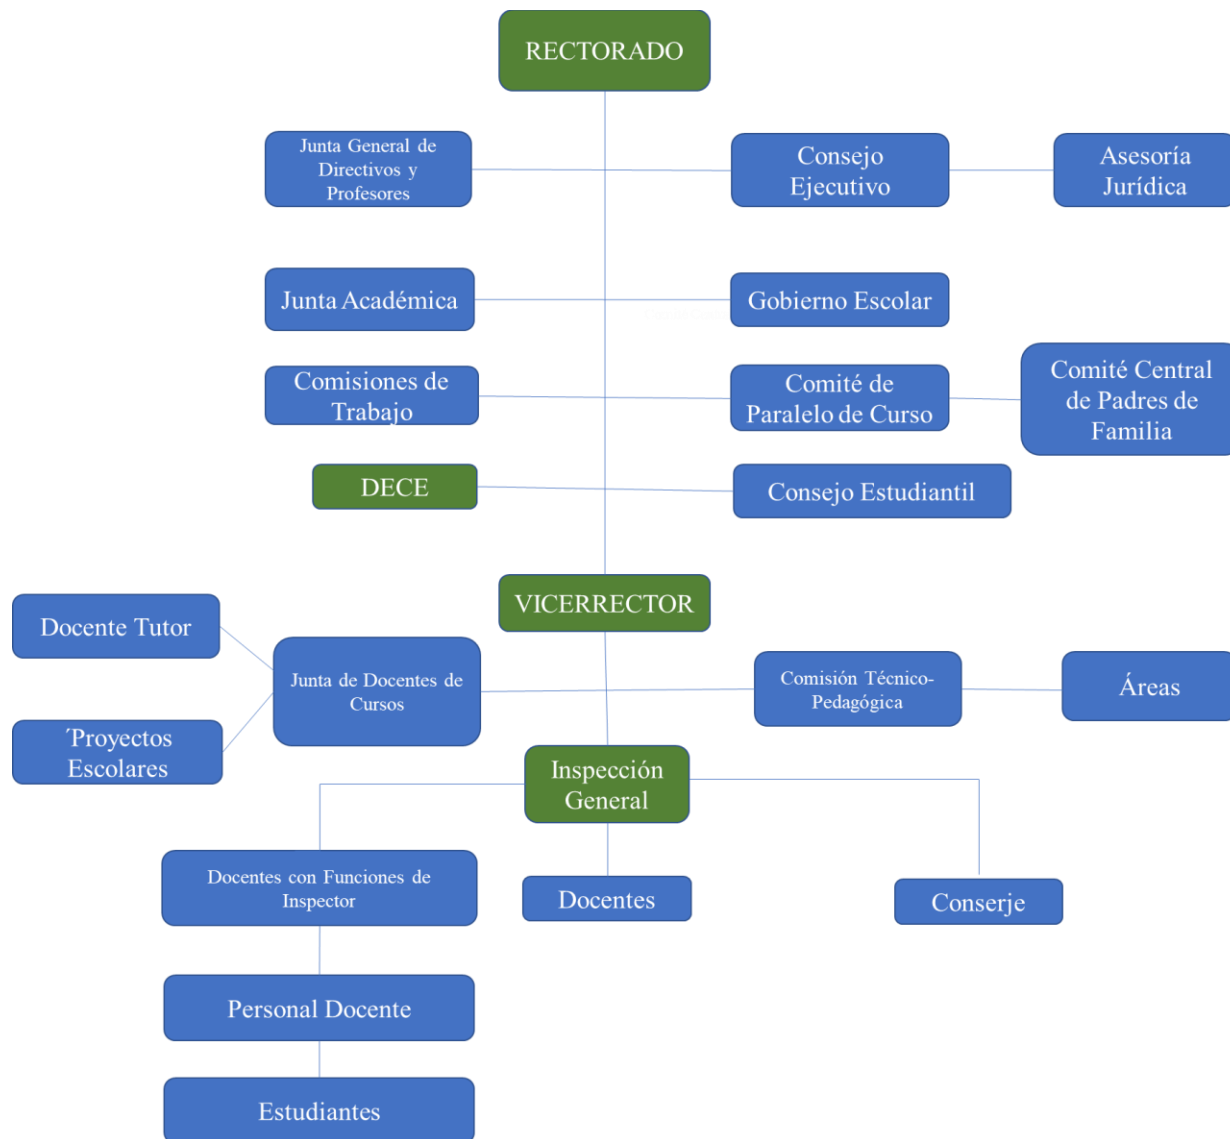 RECTORADO
Junta General de
Directivos y
Profesores
Consejo
Ejecutivo
Asesoría
Jurídica
Junta Académica
Gobierno Escolar
Comisiones de
Trabajo
Comité de
Paralelo de Curso
Comité Central
de Padres de
Familia
DECE
Consejo Estudiantil
VICERRECTOR
Docente Tutor
Junta de Docentes de
Cursos
Comisión Técnico-
Pedagógica
Áreas
Proyectos
Escolares
Inspección
General
Docentes con Funciones de
Inspector
Docentes
Conserje
Personal Docente
Estudiantes